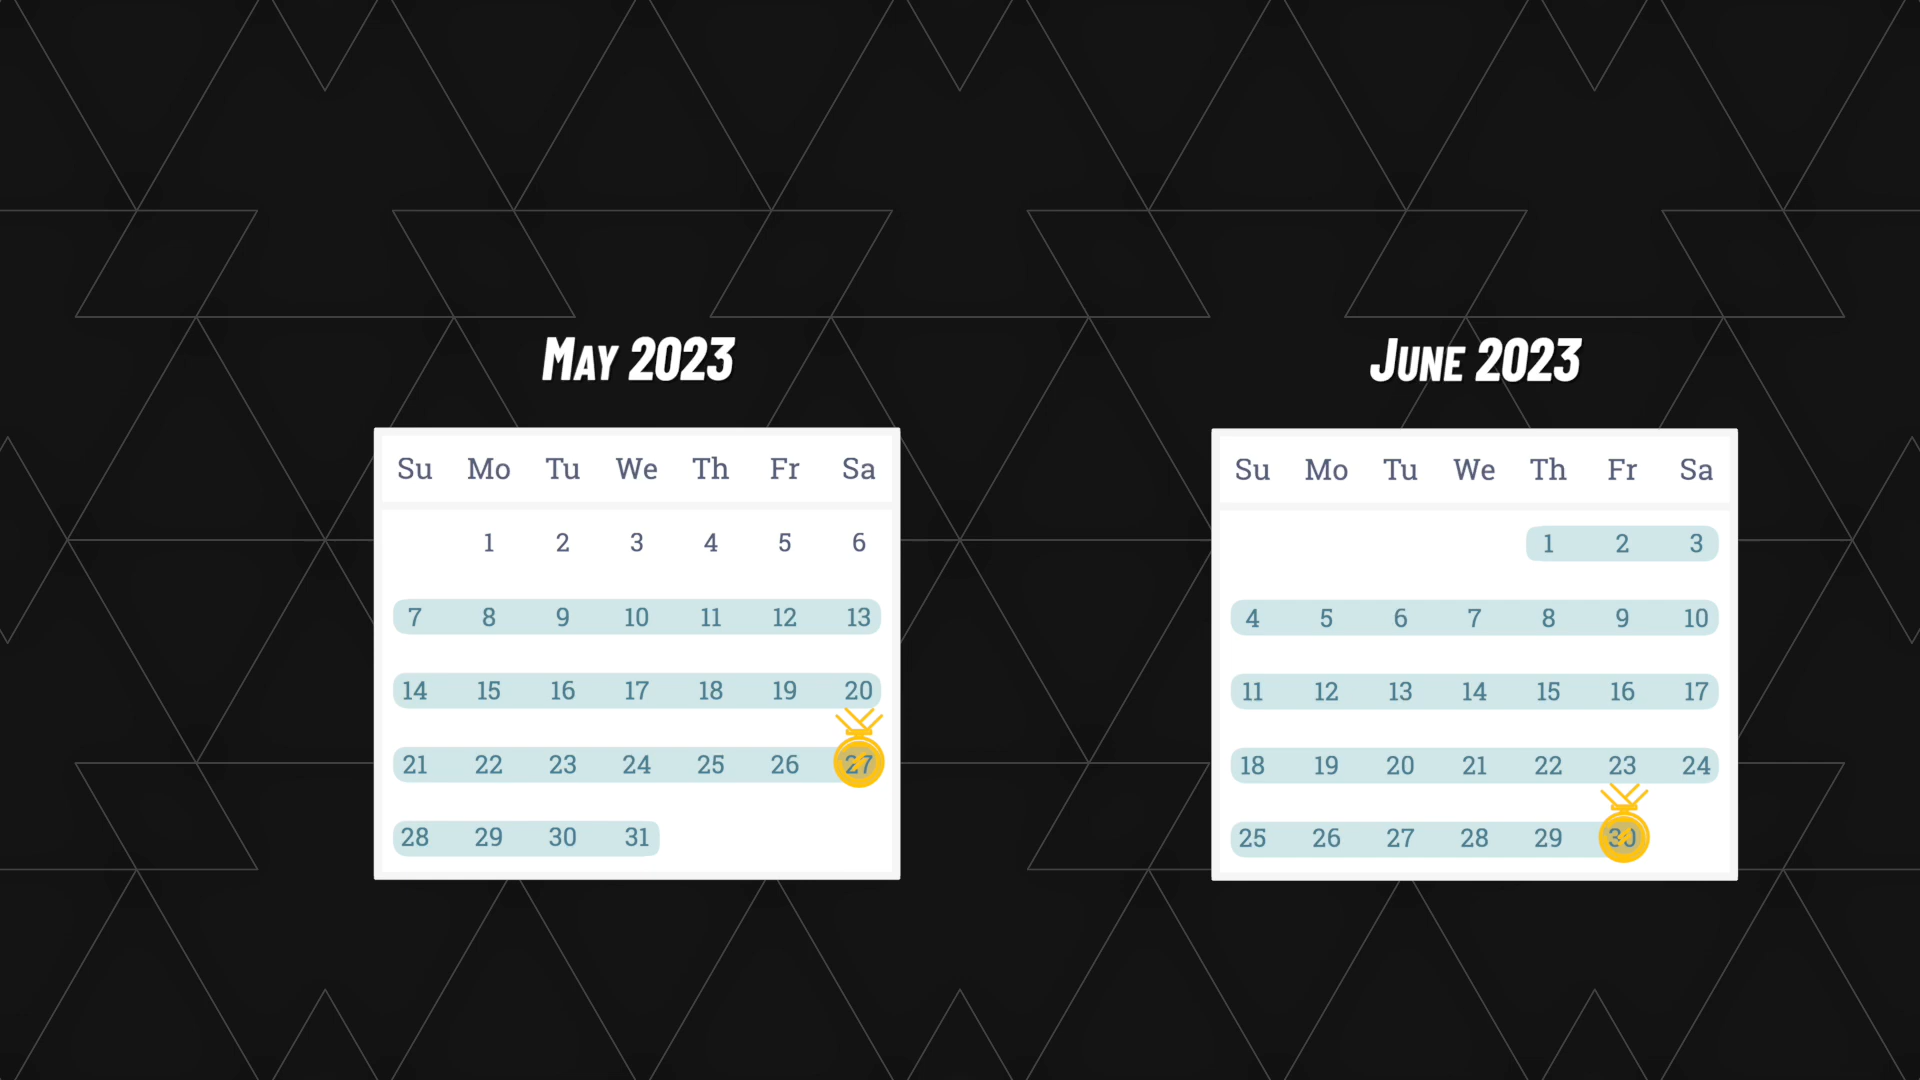 May 2023
Su Mo Tu We Th Fr Sa
1 2 3 4 5 6
7 8 9 10 11 12 13
14 15 16 17 18 19 20
21 22 23 24 25 26 27
28 29 30 31
June 2023
Su Mo Tu We Th Fr Sa
1 2 3
4 5 6 7 8 9 10
11 12 13 14 15 16 17
18 19 20 21 22 23 24
25 26 27 28 29 30